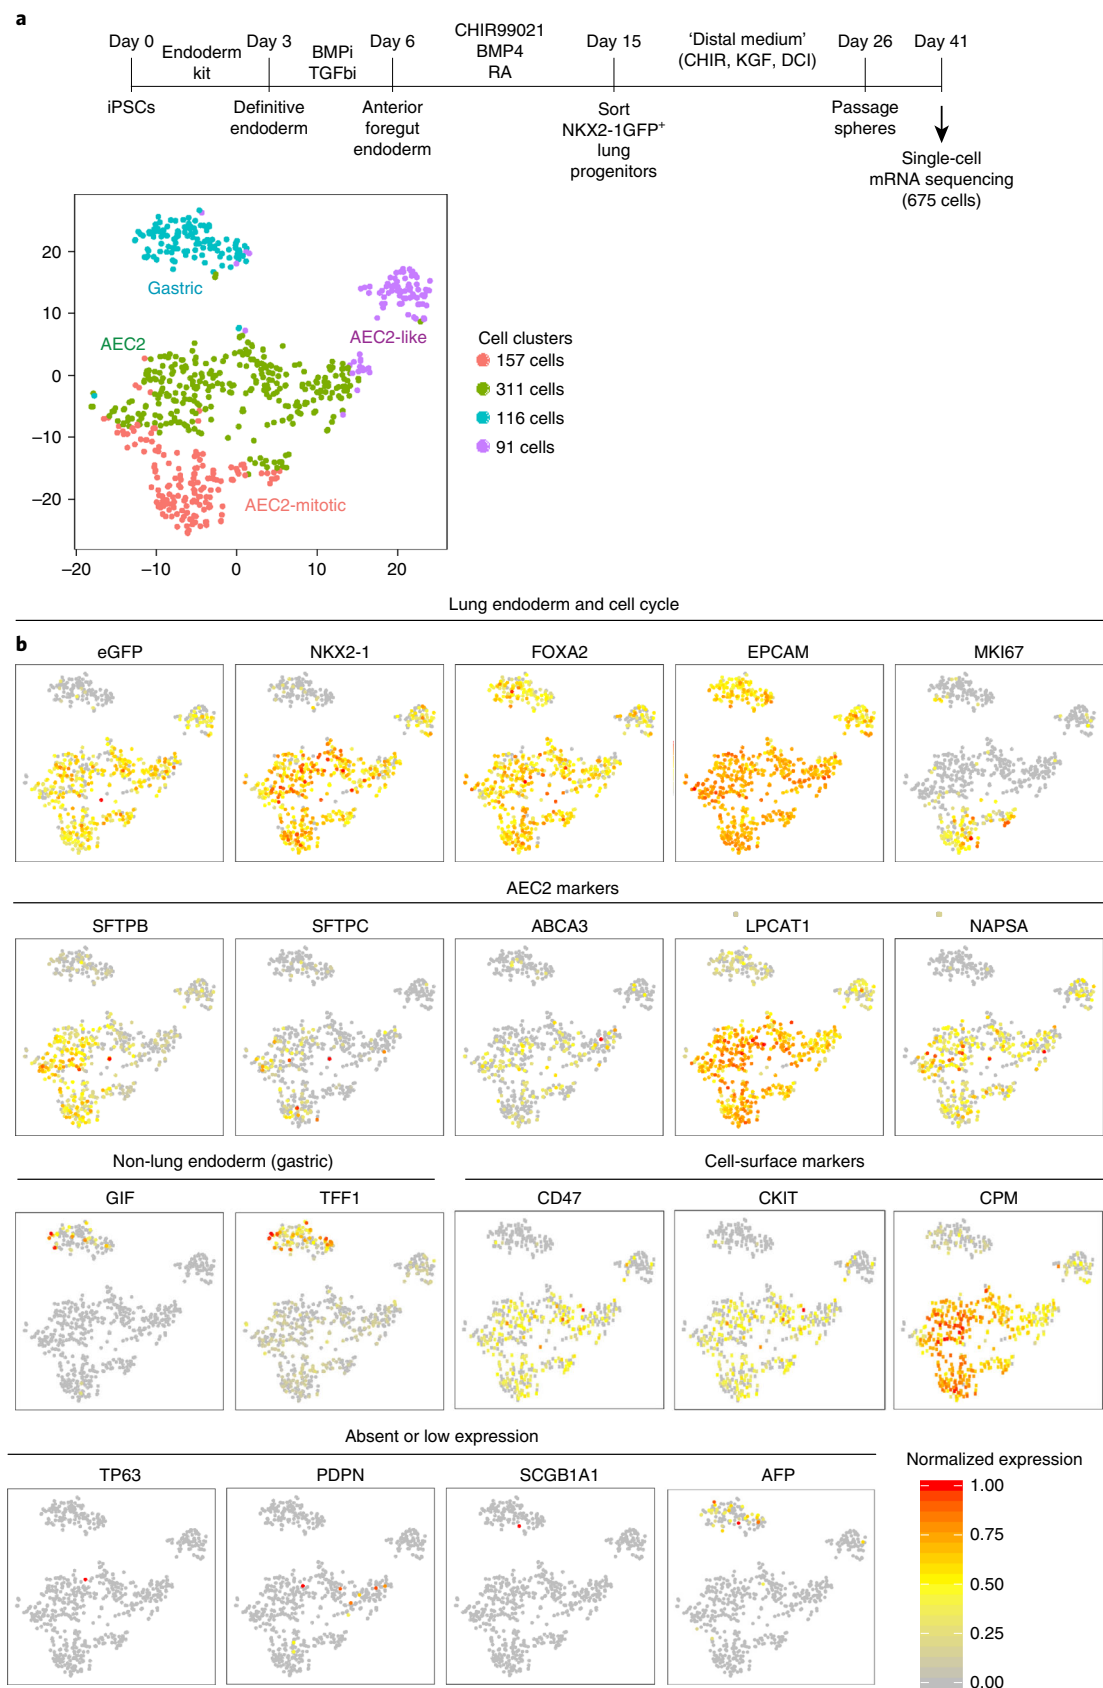 a
Day 0
Endoderm
kit
Day 3
BMPi
TGFbi
Day 6
CHIR99021
BMP4
RA
Day 15
'Distal medium'
(CHIR, KGF, DCI)
Day 26
Day 41
iPSCs
Definitive
endoderm
Anterior
foregut
endoderm
Sort
NKX2-1GFP+
lung
progenitors
Passage
spheres
Single-cell
mRNA sequencing
(675 cells)
20
10
0
−10
−20
−20
−10
0
10
20
Gastric
AEC2
AEC2-like
AEC2-mitotic
Cell clusters
157 cells
311 cells
116 cells
91 cells
Lung endoderm and cell cycle
b
eGFP
NKX2-1
FOXA2
EPCAM
MKI67
AEC2 markers
SFTPB
SFTPC
ABCA3
LPCAT1
NAPSA
Non-lung endoderm (gastric)
Cell-surface markers
GIF
TFF1
CD47
CKIT
CPM
Absent or low expression
TP63
PDPN
SCGB1A1
AFP
Normalized expression
1.00
0.75
0.50
0.25
0.00